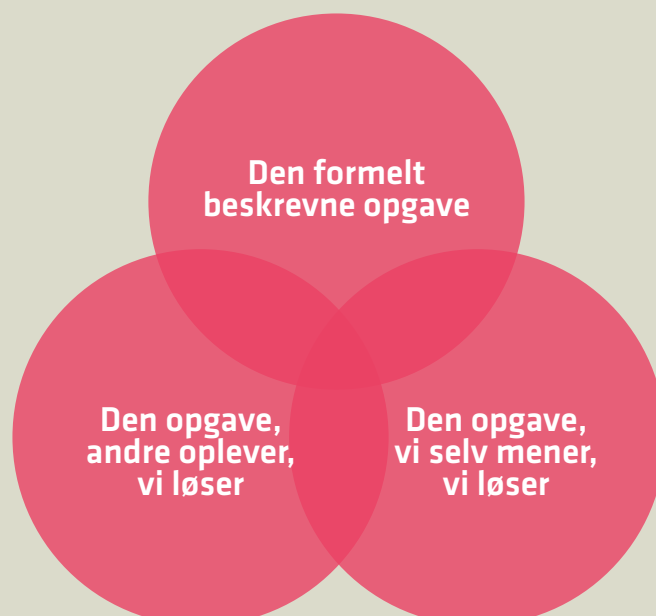 Den formelt
beskrevne opgave
Den opgave,
andre oplever,
vi løser
Den opgave,
vi selv mener,
vi løser